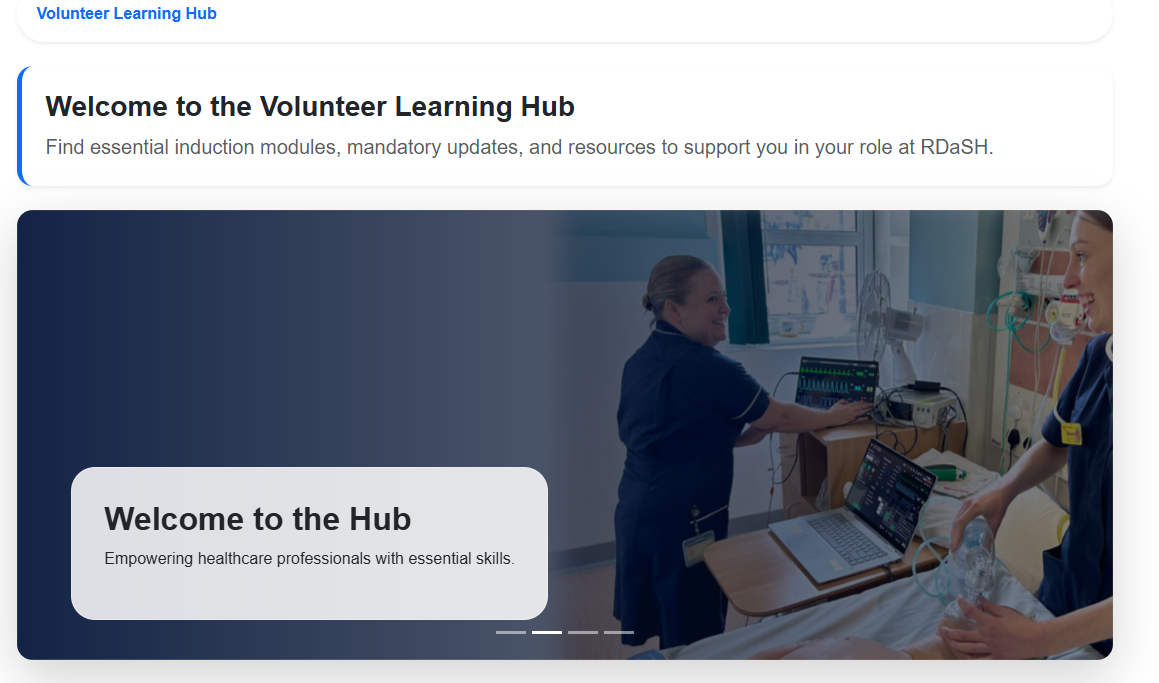 Volunteer Learning Hub
Welcome to the Volunteer Learning Hub
Find essential induction modules, mandatory updates, and resources to support you in your role at RDaSH.
Welcome to the Hub
Empowering healthcare professionals with essential skills.